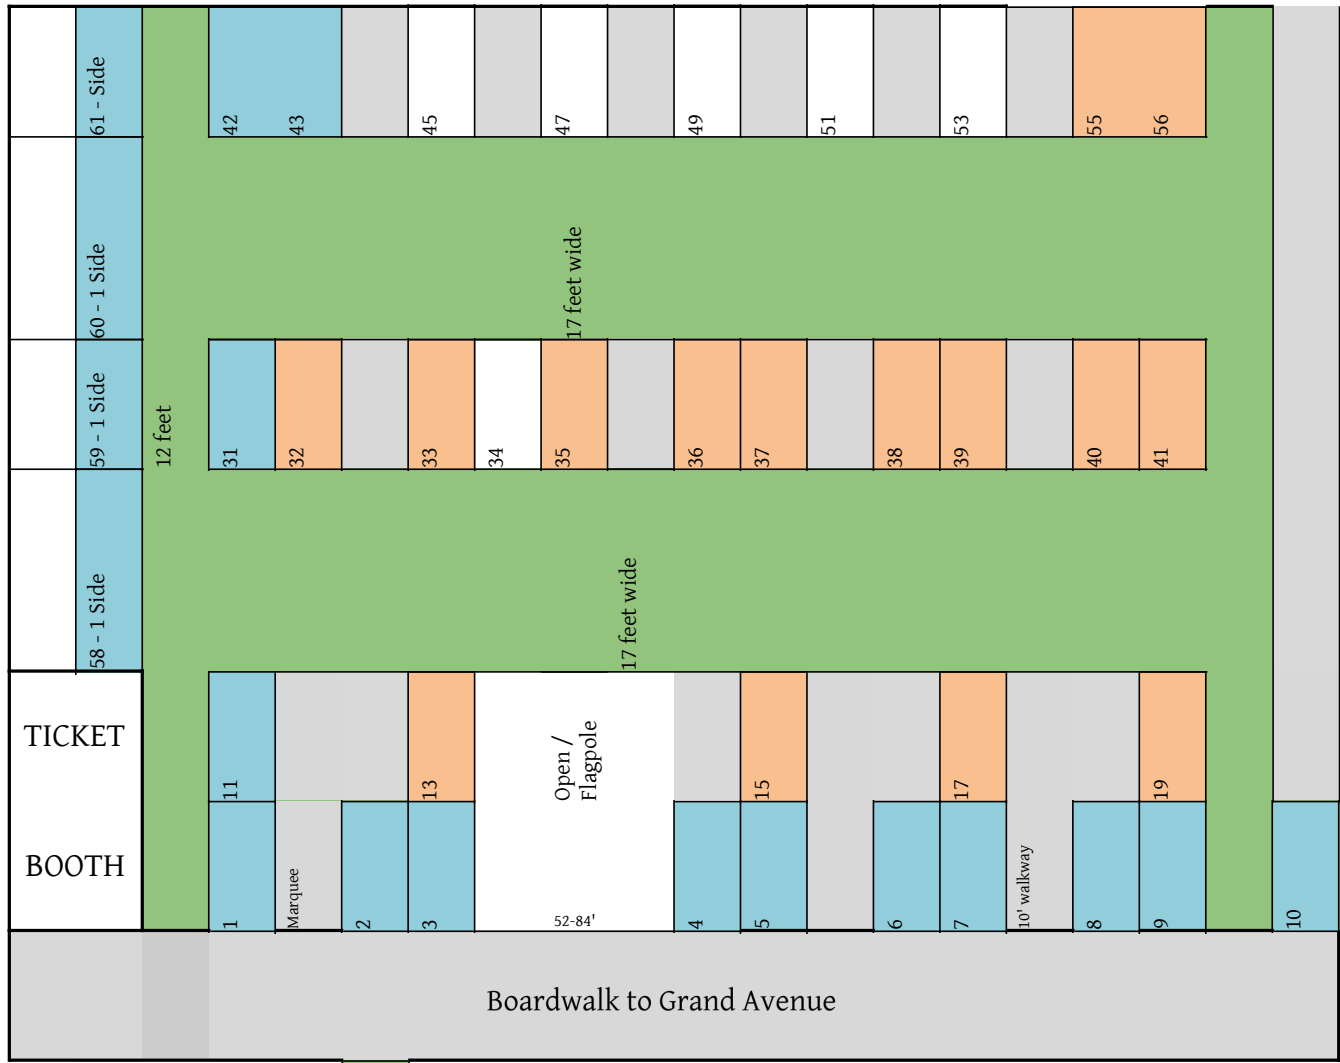 61 - Side
42
43
45
47
49
51
53
55
56
60 - 1 Side
17 feet wide
59 - 1 Side
12 feet
31
32
33
34
35
36
37
38
39
40
41
58 - 1 Side
17 feet wide
TICKET
BOOTH
11
13
Open /
Flagpole
15
17
19
1
Marquee
2
3
52-84'
4
5
6
7
10' walkway
8
9
10
Boardwalk to Grand Avenue